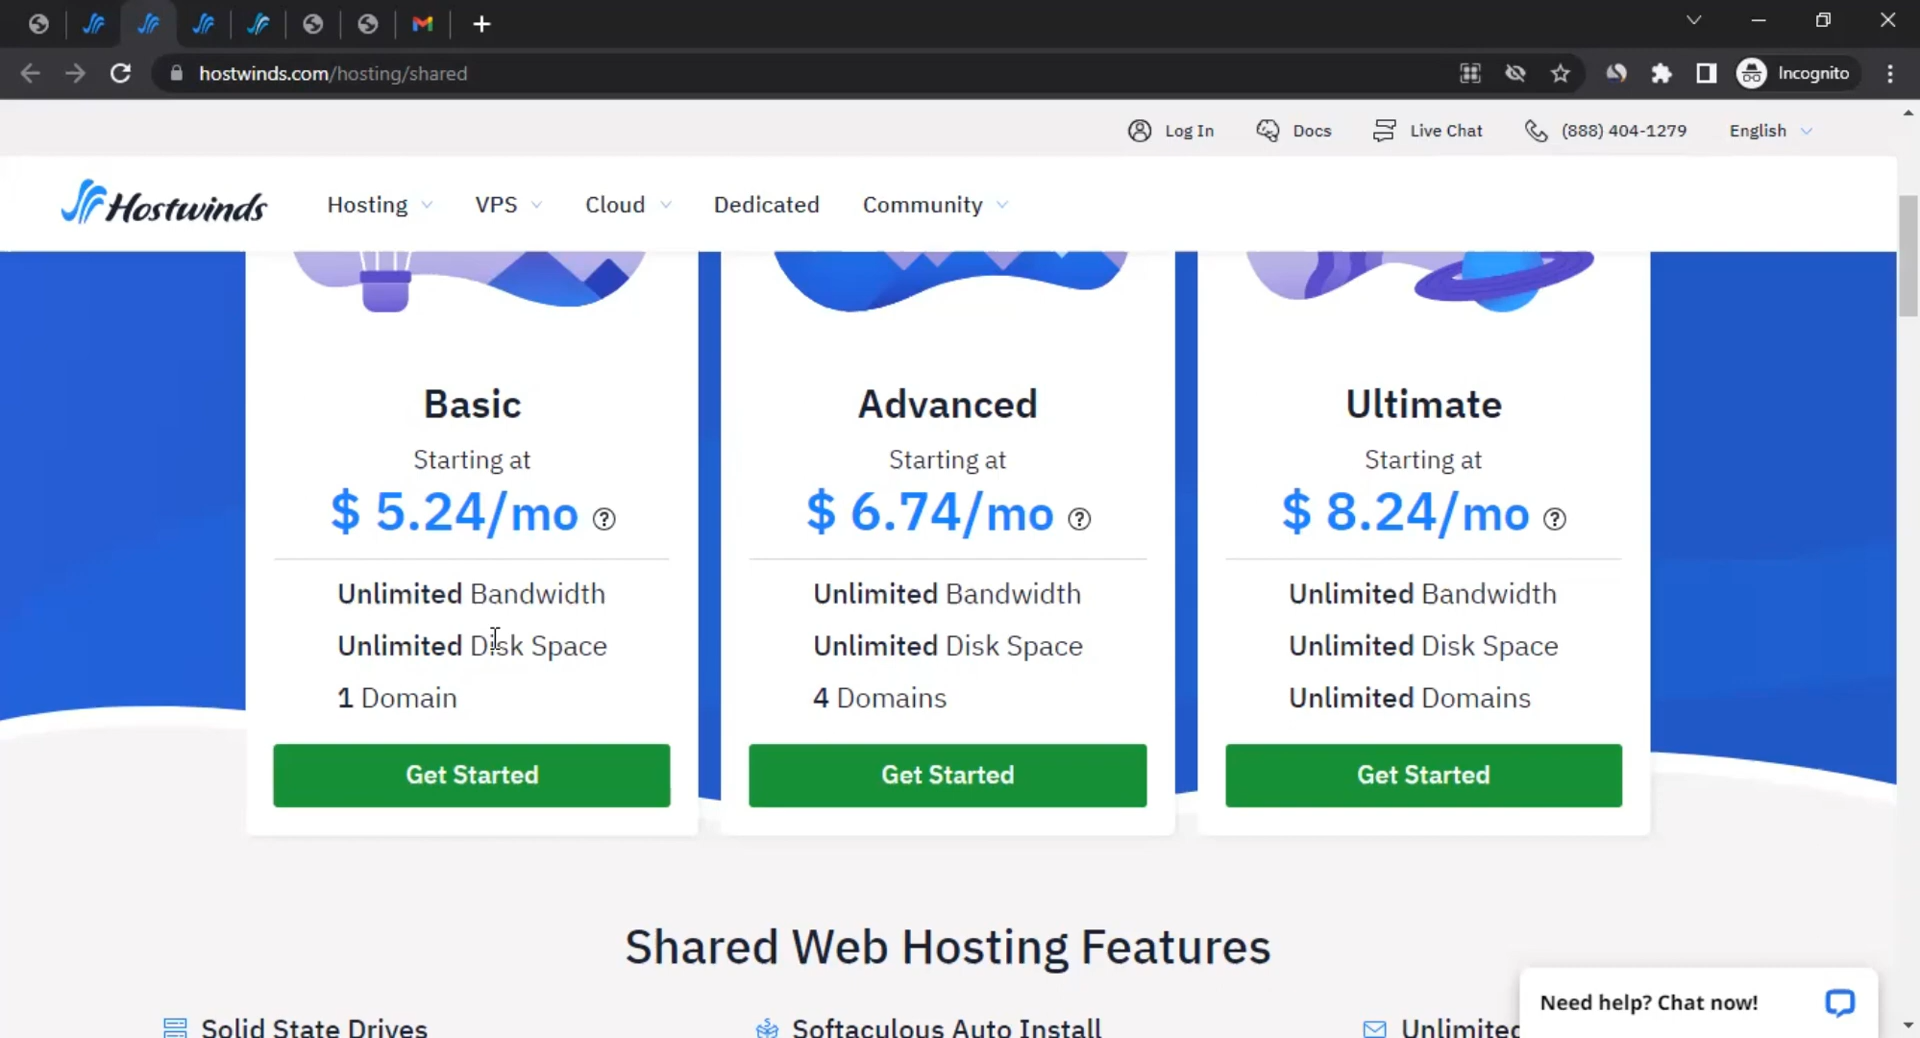 hostwinds.com/hosting/shared
Incognito
Log In
Docs
Live Chat
(888) 404-1279
English
Hostwinds
Hosting
VPS
Cloud
Dedicated
Community
Basic
Starting at
$ 5.24/mo ?
Unlimited Bandwidth
Unlimited Disk Space
1 Domain
Get Started
Advanced
Starting at
$ 6.74/mo ?
Unlimited Bandwidth
Unlimited Disk Space
4 Domains
Get Started
Ultimate
Starting at
$ 8.24/mo ?
Unlimited Bandwidth
Unlimited Disk Space
Unlimited Domains
Get Started
Shared Web Hosting Features
Solid State Drives
Softaculous Auto Install
Unlimited
Need help? Chat now!